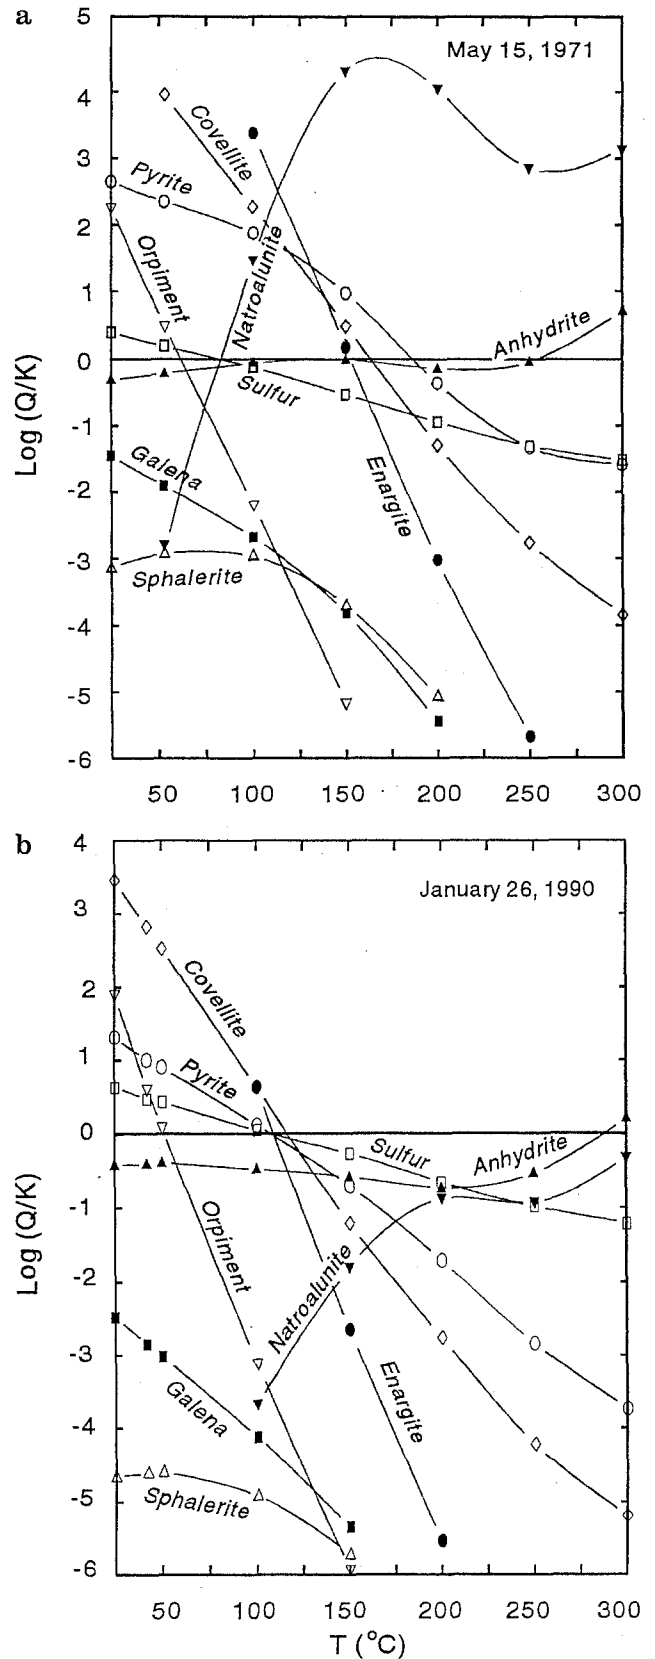 a
May 15, 1971
Log (Q/K)
5
4
3
2
1
0
-1
-2
-3
-4
-5
-6
Covellite
Pyrite
Orpiment
Natroalunite
Anhydrite
Sulfur
Galena
Enargite
Sphalerite
50 100 150 200 250 300
b
January 26, 1990
Log (Q/K)
4
3
2
1
0
-1
-2
-3
-4
-5
-6
Covellite
Pyrite
Sulfur
Anhydrite
Orpiment
Natroalunite
Galena
Enargite
Sphalerite
50 100 150 200 250 300
T (°C)